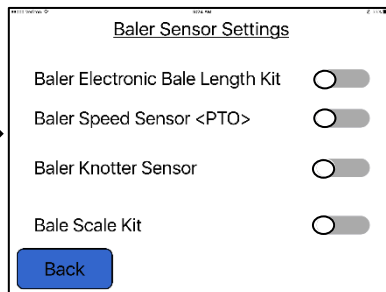 Baler Sensor Settings
Baler Electronic Bale Length Kit
Baler Speed Sensor <PTO>
Baler Knotter Sensor
Bale Scale Kit
Back